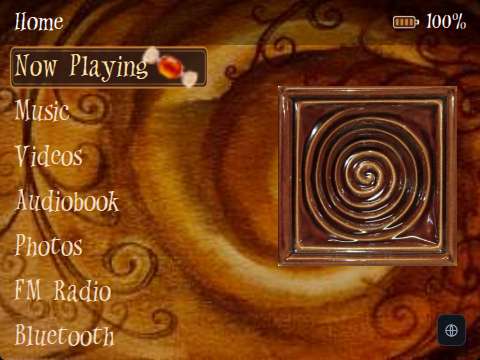 Home
100%
Now Playing
Music
Videos
Audiobook
Photos
FM Radio
Bluetooth